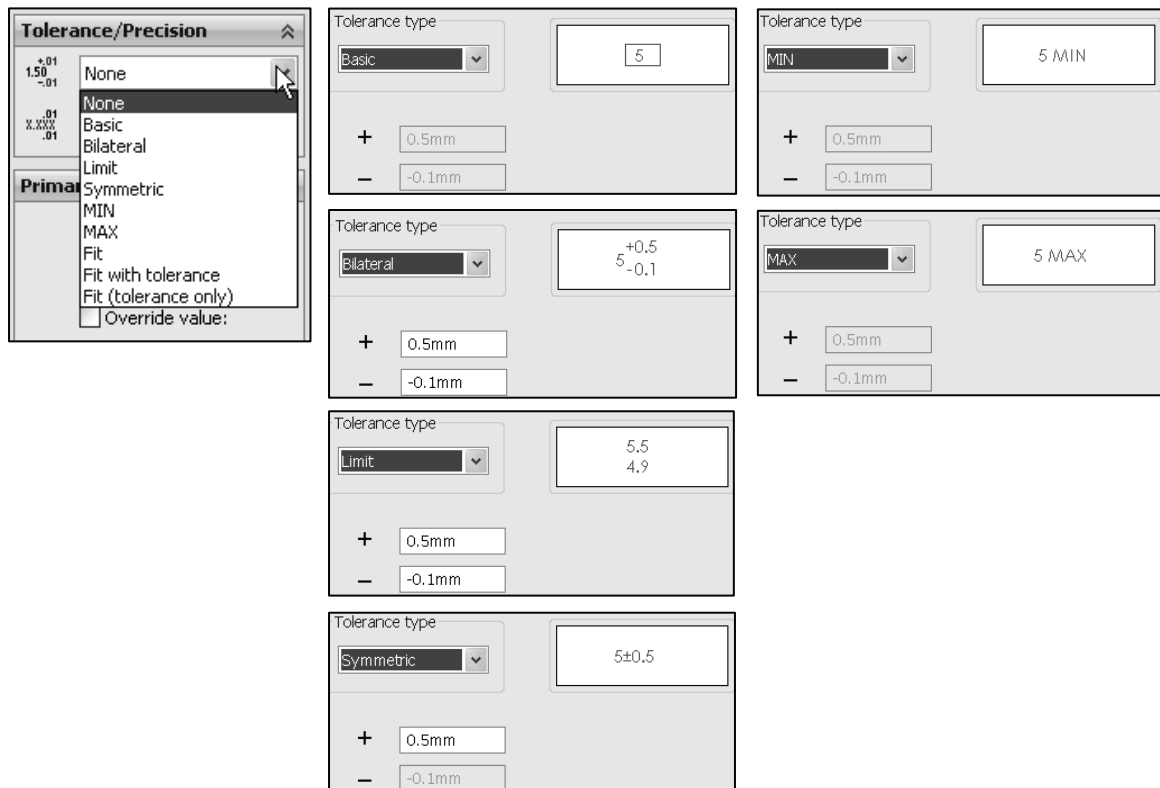 Tolerance/Precision
+.01
1.50
-.01
None
.01
X.XXX
.01
None
Basic
Bilateral
Limit
Symmetric
MIN
MAX
Fit
Fit with tolerance
Fit (tolerance only)
Override value:
Tolerance type
Basic
5
+ 0.5mm
– -0.1mm
Tolerance type
Bilateral
+0.5
5
-0.1
+ 0.5mm
– -0.1mm
Tolerance type
Limit
5.5
4.9
+ 0.5mm
– -0.1mm
Tolerance type
Symmetric
5±0.5
+ 0.5mm
– -0.1mm
Tolerance type
MIN
5 MIN
+ 0.5mm
– -0.1mm
Tolerance type
MAX
5 MAX
+ 0.5mm
– -0.1mm